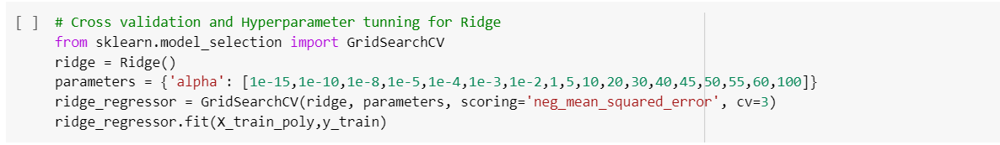 [ ] # Cross validation and Hyperparameter tunning for Ridge
from sklearn.model_selection import GridSearchCV
ridge = Ridge()
parameters = {'alpha': [1e-15,1e-10,1e-8,1e-5,1e-4,1e-3,1e-2,1,5,10,20,30,40,45,50,55,60,100]}
ridge_regressor = GridSearchCV(ridge, parameters, scoring='neg_mean_squared_error', cv=3)
ridge_regressor.fit(X_train_poly,y_train)